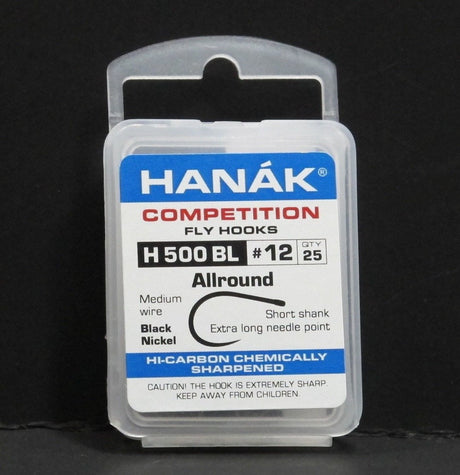 HANÁK®
COMPETITION
FLY HOOKS
H 500 BL #12 QTY 25
Allround
Medium wire
Short shank
Black Nickel
Extra long needle point
HI-CARBON CHEMICALLY
SHARPENED
CAUTION! THE HOOK IS EXTREMELY SHARP.
KEEP AWAY FROM CHILDREN.